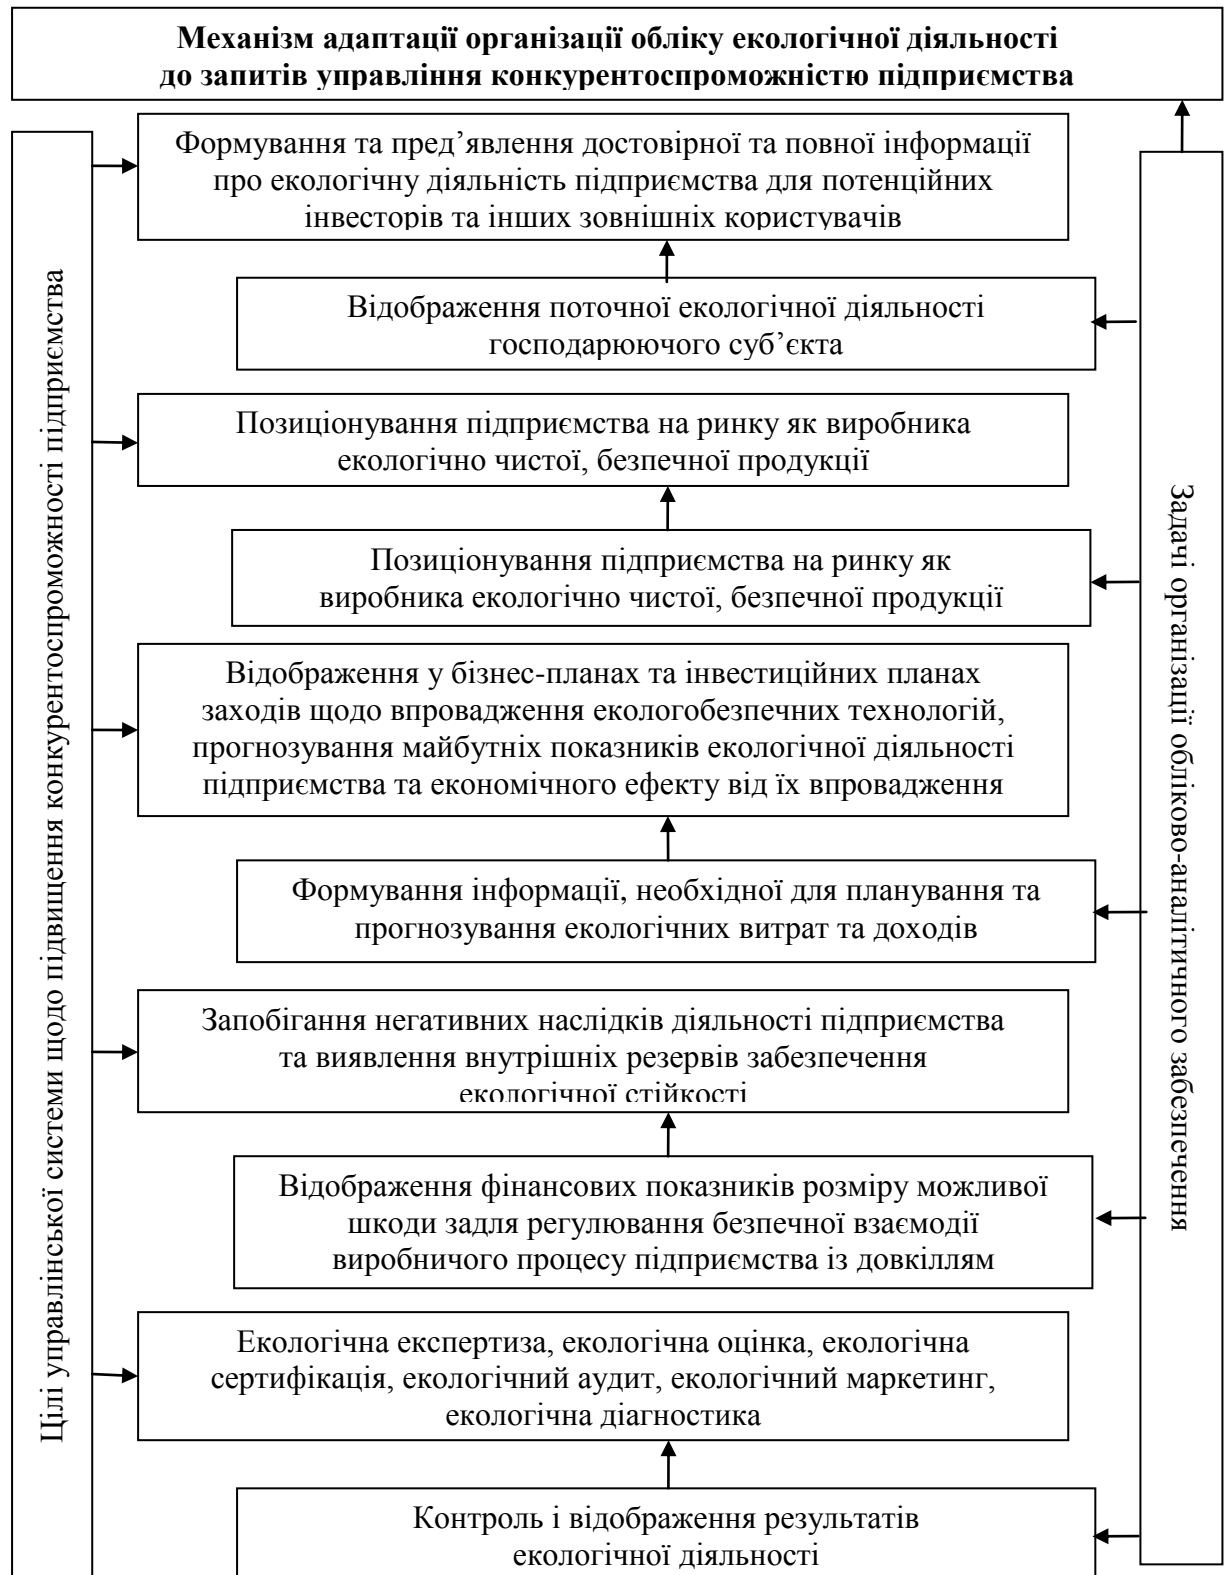 Механізм адаптації організації обліку екологічної діяльності
до запитів управління конкурентоспроможністю підприємства
Цілі управлінської системи щодо підвищення конкурентоспроможності підприємства
Формування та пред’явлення достовірної та повної інформації
про екологічну діяльність підприємства для потенційних
інвесторів та інших зовнішніх користувачів
Відображення поточної екологічної діяльності
господарюючого суб’єкта
Позиціонування підприємства на ринку як виробника
екологічно чистої, безпечної продукції
Позиціонування підприємства на ринку як
виробника екологічно чистої, безпечної продукції
Відображення у бізнес-планах та інвестиційних планах
заходів щодо впровадження екологобезпечних технологій,
прогнозування майбутніх показників екологічної діяльності
підприємства та економічного ефекту від їх впровадження
Формування інформації, необхідної для планування та
прогнозування екологічних витрат та доходів
Запобігання негативних наслідків діяльності підприємства
та виявлення внутрішніх резервів забезпечення
екологічної стійкості
Відображення фінансових показників розміру можливої
шкоди задля регулювання безпечної взаємодії
виробничого процесу підприємства із довкіллям
Екологічна експертиза, екологічна оцінка, екологічна
сертифікація, екологічний аудит, екологічний маркетинг,
екологічна діагностика
Контроль і відображення результатів
екологічної діяльності
Задачі організації обліково-аналітичного забезпечення